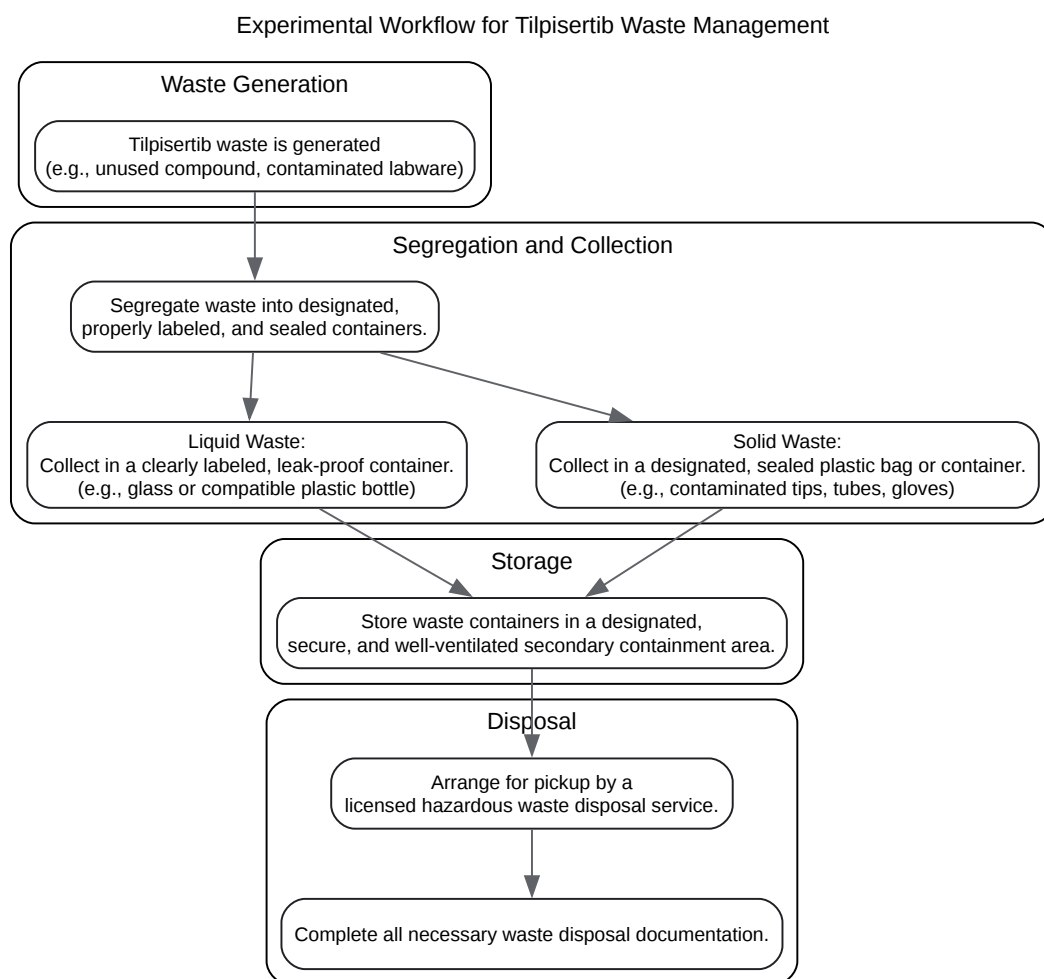 Experimental Workflow for Tilpisertib Waste Management
Waste Generation
Tilpisertib waste is generated
(e.g., unused compound, contaminated labware)
Segregation and Collection
Segregate waste into designated,
properly labeled, and sealed containers.
Liquid Waste:
Collect in a clearly labeled, leak-proof container.
(e.g., glass or compatible plastic bottle)
Solid Waste:
Collect in a designated, sealed plastic bag or container.
(e.g., contaminated tips, tubes, gloves)
Storage
Store waste containers in a designated,
secure, and well-ventilated secondary containment area.
Disposal
Arrange for pickup by a
licensed hazardous waste disposal service.
Complete all necessary waste disposal documentation.